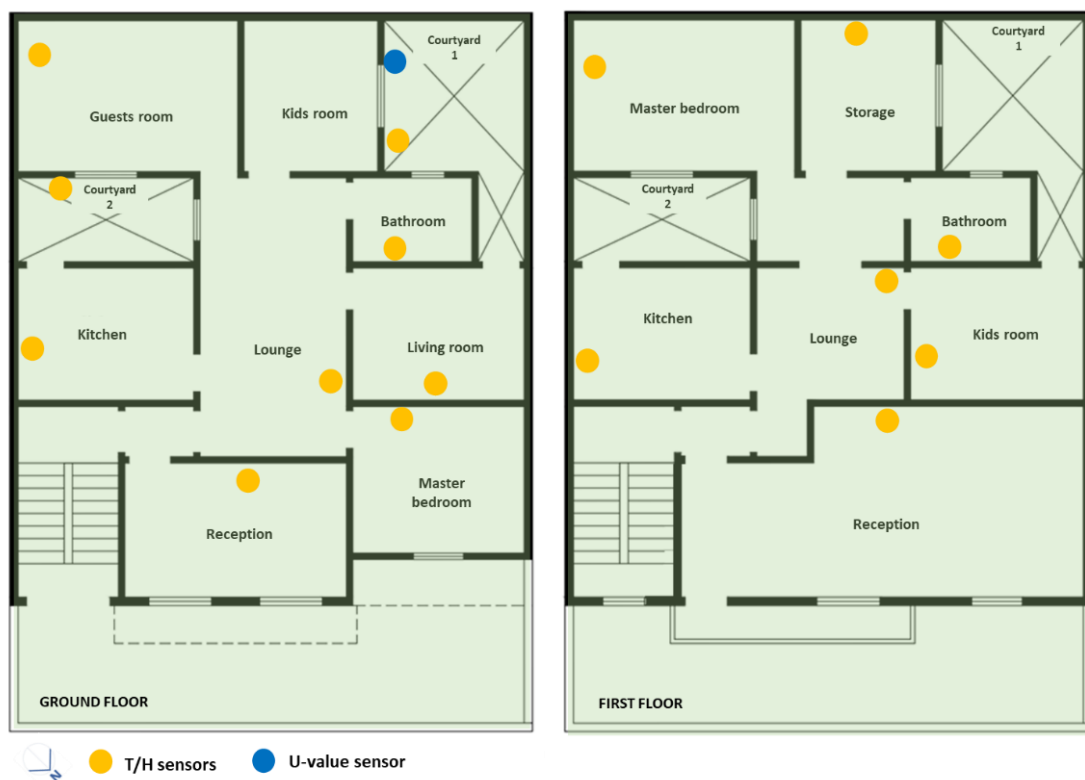 Courtyard
1
Guests room
Kids room
Courtyard
2
Bathroom
Kitchen
Lounge
Living room
Master
bedroom
Reception
GROUND FLOOR
Courtyard
1
Master bedroom
Storage
Courtyard
2
Bathroom
Kitchen
Lounge
Kids room
Reception
FIRST FLOOR
N
T/H sensors
U-value sensor